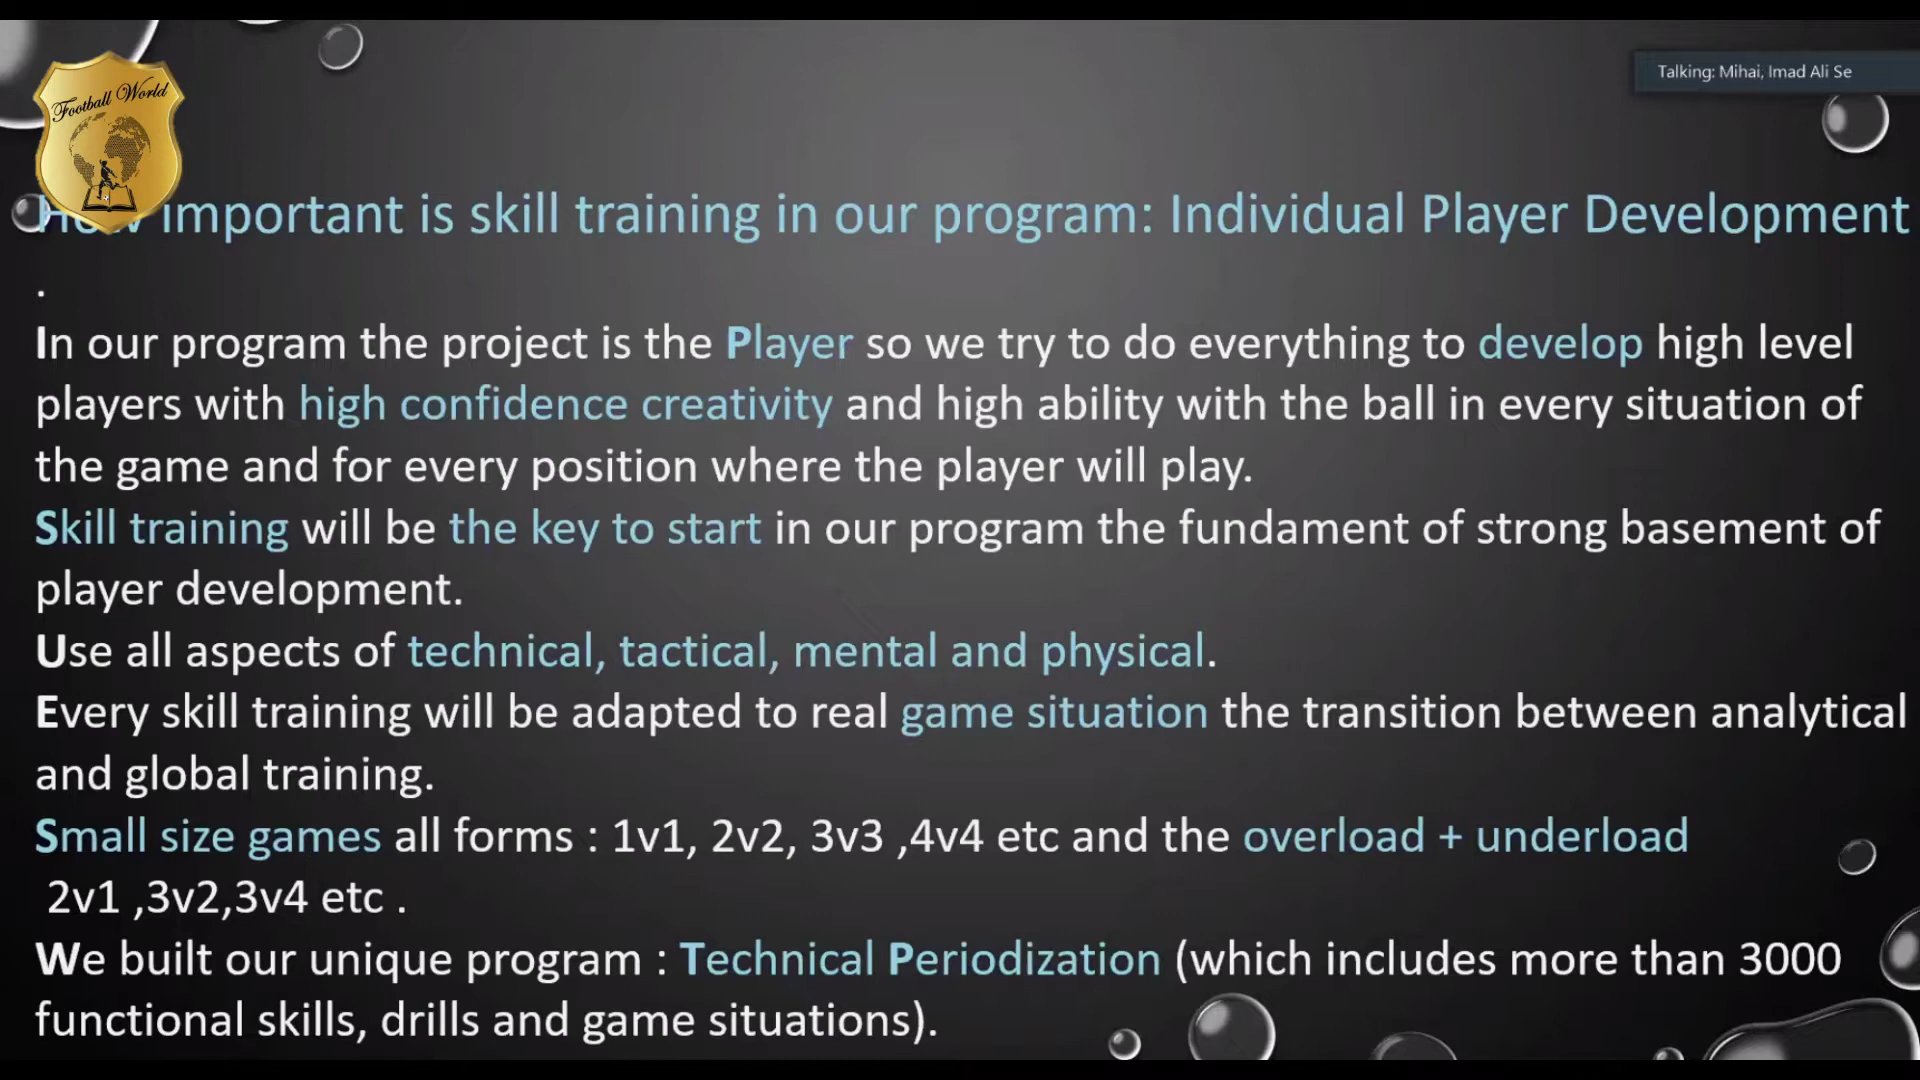 Football World
Talking: Mihai, Imad Ali Se
How important is skill training in our program: Individual Player Development
.
In our program the project is the Player so we try to do everything to develop high level
players with high confidence creativity and high ability with the ball in every situation of
the game and for every position where the player will play.
Skill training will be the key to start in our program the fundament of strong basement of
player development.
Use all aspects of technical, tactical, mental and physical.
Every skill training will be adapted to real game situation the transition between analytical
and global training.
Small size games all forms : 1v1, 2v2, 3v3 ,4v4 etc and the overload + underload
2v1 ,3v2,3v4 etc .
We built our unique program : Technical Periodization (which includes more than 3000
functional skills, drills and game situations).